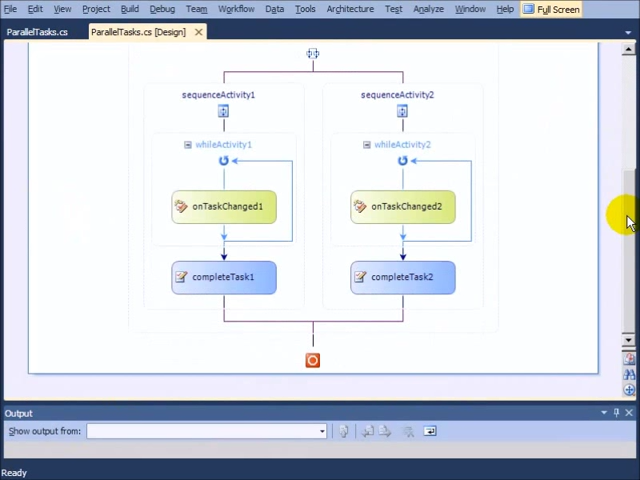 File Edit View Project Build Debug Team Workflow Data Tools Architecture Test Analyze Window Help Full Screen
ParallelTasks.cs ParallelTasks.cs [Design]
sequenceActivity1 sequenceActivity2
whileActivity1 whileActivity2
onTaskChanged1 onTaskChanged2
completeTask1 completeTask2
Output
Show output from:
Ready